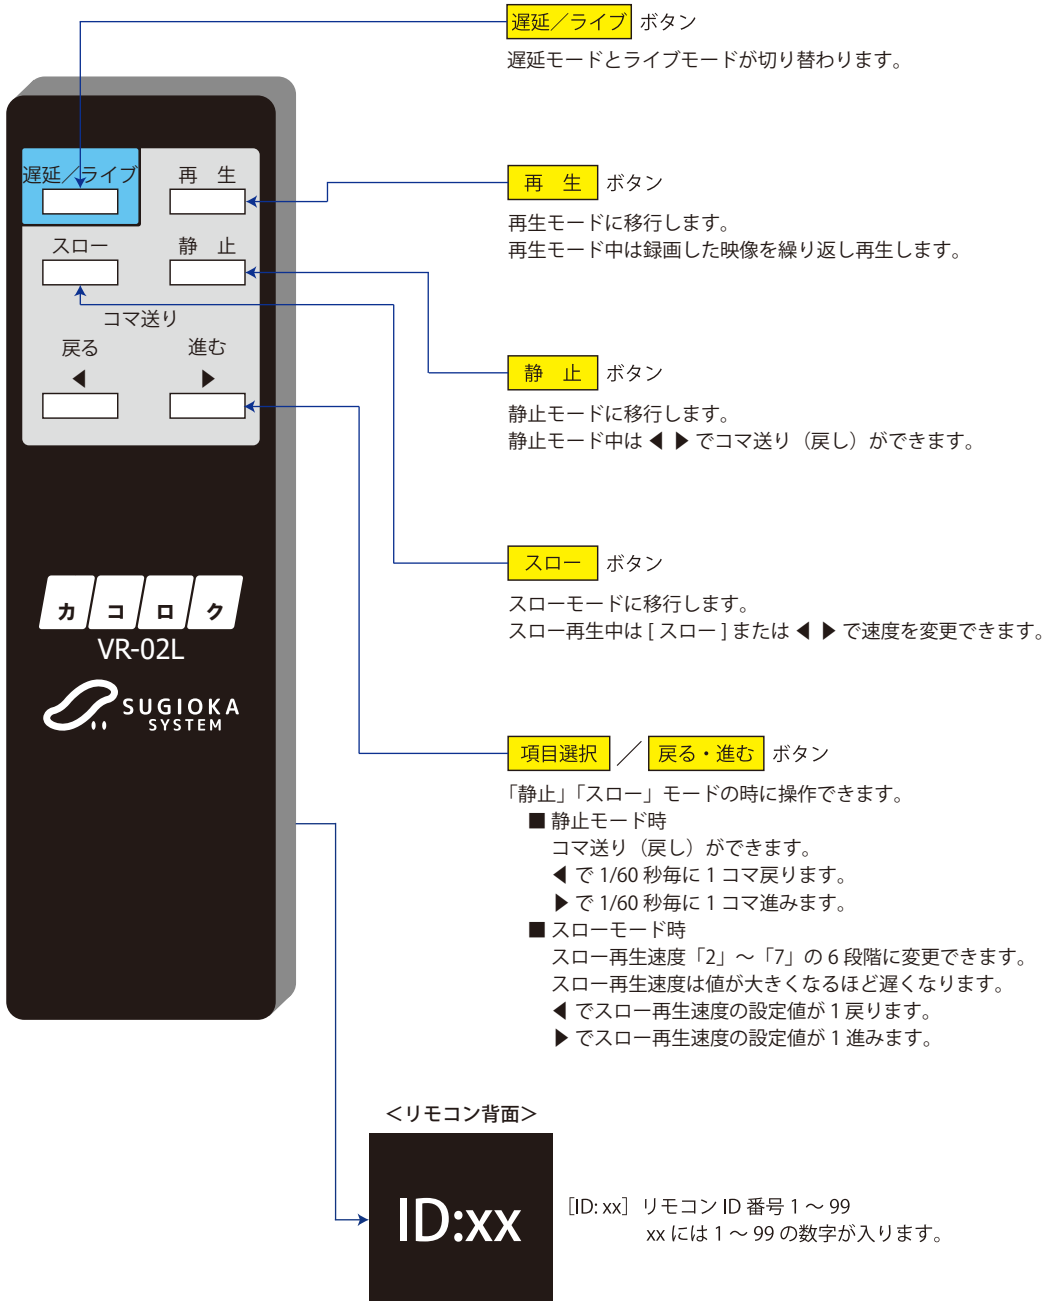 遅延／ライブ ボタン
遅延モードとライブモードが切り替わります。
遅延／ライブ
再 生
スロー
静 止
コマ送り
戻る
進む
◀
▶
カコロク
VR-02L
SUGIOKA
SYSTEM
再 生 ボタン
再生モードに移行します。
再生モード中は録画した映像を繰り返し再生します。
静 止 ボタン
静止モードに移行します。
静止モード中は ◀ ▶ でコマ送り（戻し）ができます。
スロー ボタン
スローモードに移行します。
スロー再生中は [ スロー ] または ◀ ▶ で速度を変更できます。
項目選択 ／ 戻る・進む ボタン
「静止」「スロー」モードの時に操作できます。
■ 静止モード時
コマ送り（戻し）ができます。
◀ で 1/60 秒毎に 1 コマ戻ります。
▶ で 1/60 秒毎に 1 コマ進みます。
■ スローモード時
スロー再生速度「2」～「7」の 6 段階に変更できます。
スロー再生速度は値が大きくなるほど遅くなります。
◀ でスロー再生速度の設定値が 1 戻ります。
▶ でスロー再生速度の設定値が 1 進みます。
＜リモコン背面＞
ID:xx
［ID: xx］リモコン ID 番号 1 ～ 99
xx には 1 ～ 99 の数字が入ります。